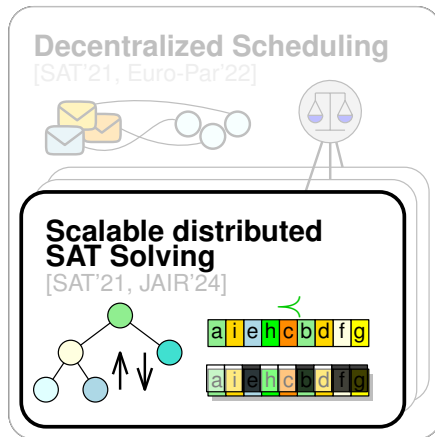 Decentralized Scheduling
[SAT'21, Euro-Par'22]
Scalable distributed
SAT Solving
[SAT'21, JAIR'24]
a i e h c b d f g
a i e h c b d f g